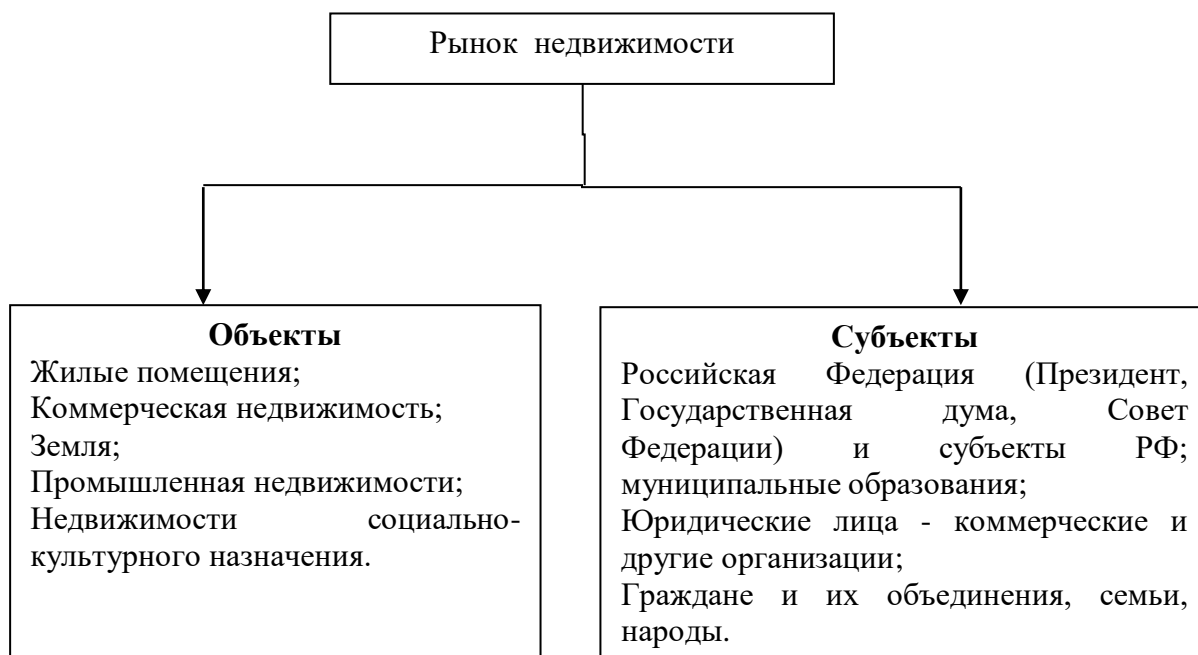 Рынок недвижимости
Объекты
Жилые помещения;
Коммерческая недвижимость;
Земля;
Промышленная недвижимости;
Недвижимости социально-
культурного назначения.
Субъекты
Российская Федерация (Президент,
Государственная дума, Совет
Федерации) и субъекты РФ;
муниципальные образования;
Юридические лица - коммерческие и
другие организации;
Граждане и их объединения, семьи,
народы.